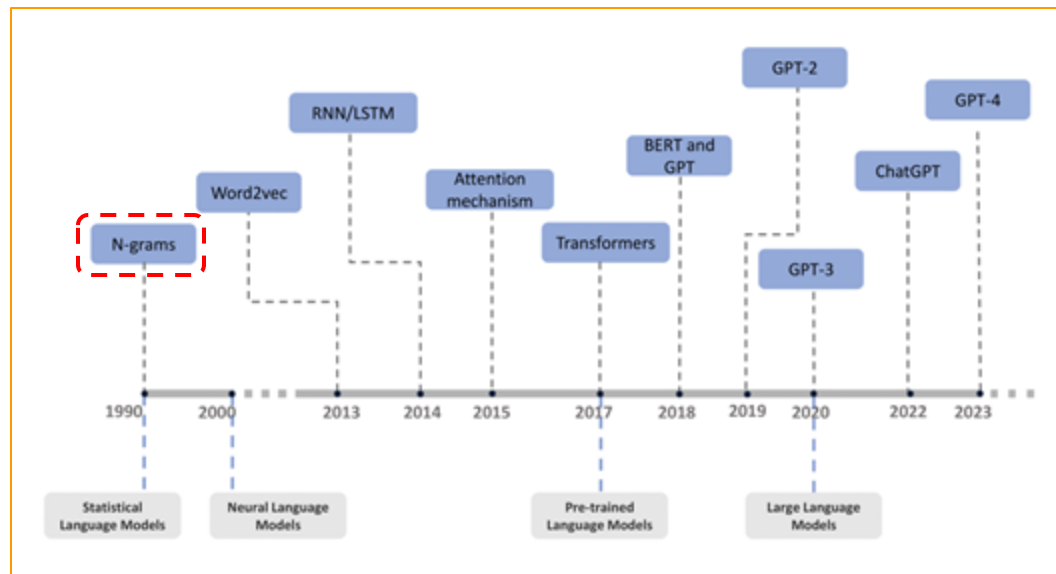 GPT-2
GPT-4
RNN/LSTM
BERT and
GPT
ChatGPT
Attention
mechanism
Word2vec
N-grams
Transformers
GPT-3
1990
2000
2013
2014
2015
2017
2018
2019
2020
2022
2023
Statistical
Language Models
Neural Language
Models
Pre-trained
Language Models
Large Language
Models